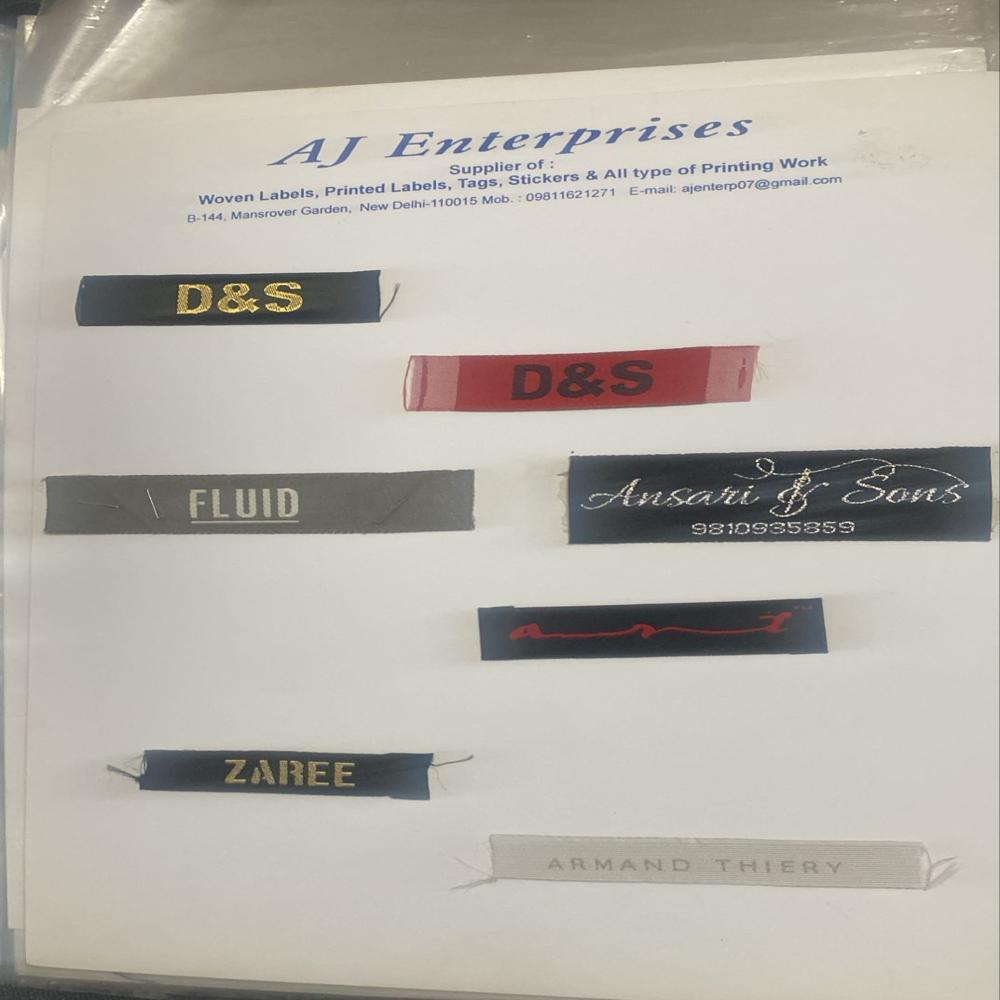 AJ Enterprises
Supplier of :
Woven Labels, Printed Labels, Tags, Stickers & All type of Printing Work
B-144, Mansrover Garden, New Delhi-110015 Mob. : 09811621271 E-mail: ajenterp07@gmail.com
D&S
D&S
FLUID
Ansari & Sons
9810935859
ZAREE
ARMAND THIERY